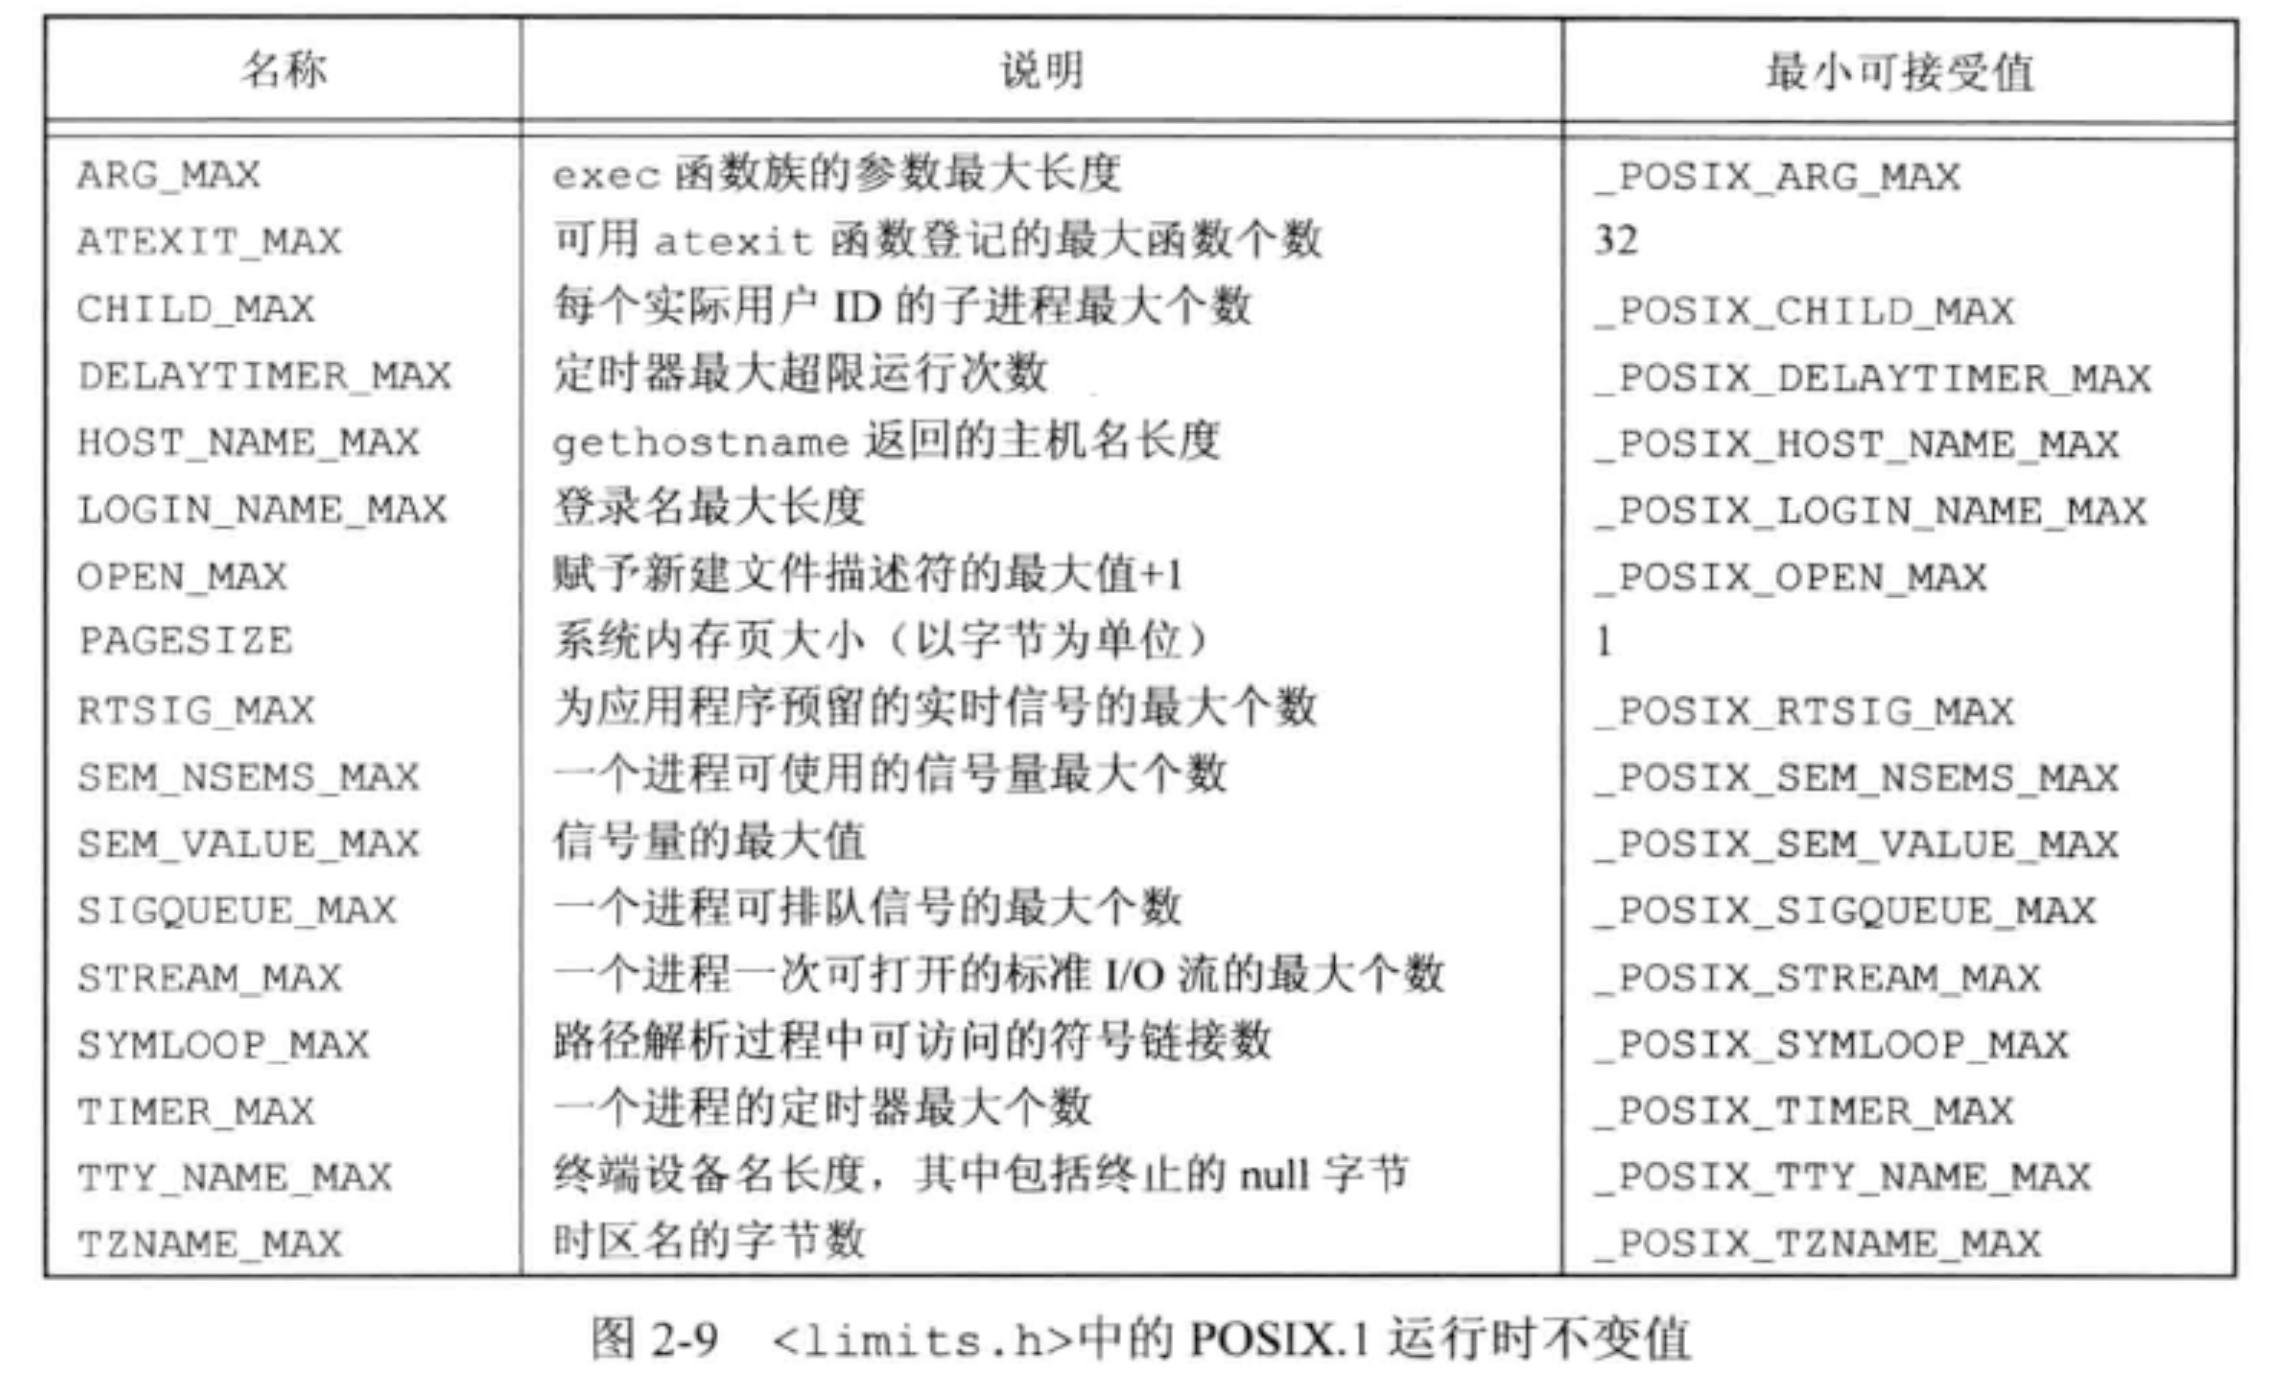 名称 说明 最小可接受值
ARG_MAX exec 函数族的参数最大长度 _POSIX_ARG_MAX
ATEXIT_MAX 可用 atexit 函数登记的最大函数个数 32
CHILD_MAX 每个实际用户 ID 的子进程最大个数 _POSIX_CHILD_MAX
DELAYTIMER_MAX 定时器最大超限运行次数 _POSIX_DELAYTIMER_MAX
HOST_NAME_MAX gethostname 返回的主机名长度 _POSIX_HOST_NAME_MAX
LOGIN_NAME_MAX 登录名最大长度 _POSIX_LOGIN_NAME_MAX
OPEN_MAX 赋予新建文件描述符的最大值+1 _POSIX_OPEN_MAX
PAGESIZE 系统内存页大小（以字节为单位） 1
RTSIG_MAX 为应用程序预留的实时信号的最大个数 _POSIX_RTSIG_MAX
SEM_NSEMS_MAX 一个进程可使用的信号量最大个数 _POSIX_SEM_NSEMS_MAX
SEM_VALUE_MAX 信号量的最大值 _POSIX_SEM_VALUE_MAX
SIGQUEUE_MAX 一个进程可排队信号的最大个数 _POSIX_SIGQUEUE_MAX
STREAM_MAX 一个进程一次可打开的标准 I/O 流的最大个数 _POSIX_STREAM_MAX
SYMLOOP_MAX 路径解析过程中可访问的符号链接数 _POSIX_SYMLOOP_MAX
TIMER_MAX 一个进程的定时器最大个数 _POSIX_TIMER_MAX
TTY_NAME_MAX 终端设备名长度，其中包括终止的 null 字节 _POSIX_TTY_NAME_MAX
TZNAME_MAX 时区名的字节数 _POSIX_TZNAME_MAX
图 2-9 <limits.h>中的 POSIX.1 运行时不变值